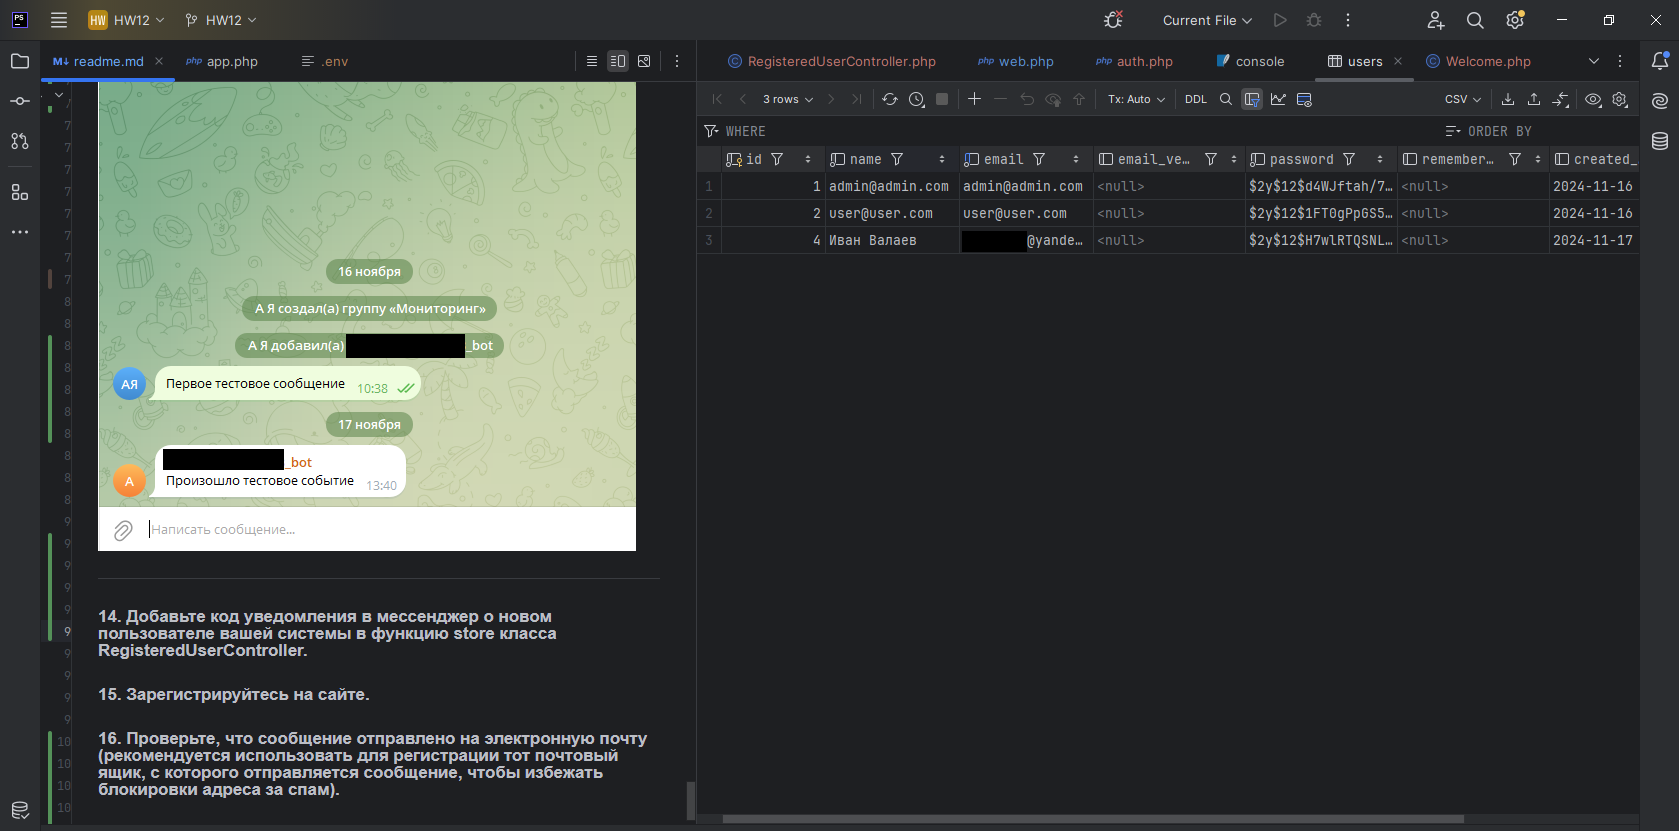 PS
HW HW12
HW12
Current File
readme.md
app.php
.env
RegisteredUserController.php
web.php
auth.php
console
users
Welcome.php
3 rows
Tx: Auto
DDL
CSV
WHERE
ORDER BY
id name email email_ve… password remember… created_
1 1 admin@admin.com admin@admin.com <null> $2y$12$d4WJftah/7… <null> 2024-11-16
2 2 user@user.com user@user.com <null> $2y$12$1FT0gPpGS5… <null> 2024-11-16
3 4 Иван Валаев @yande… <null> $2y$12$H7wlRTQSNL… <null> 2024-11-17
16 ноября
А Я создал(а) группу «Мониторинг»
А Я добавил(а) _bot
АЯ
Первое тестовое сообщение 10:38
17 ноября
_bot
А
Произошло тестовое событие 13:40
Написать сообщение...
14. Добавьте код уведомления в мессенджер о новом
пользователе вашей системы в функцию store класса
RegisteredUserController.
15. Зарегистрируйтесь на сайте.
16. Проверьте, что сообщение отправлено на электронную почту
(рекомендуется использовать для регистрации тот почтовый
ящик, с которого отправляется сообщение, чтобы избежать
блокировки адреса за спам).